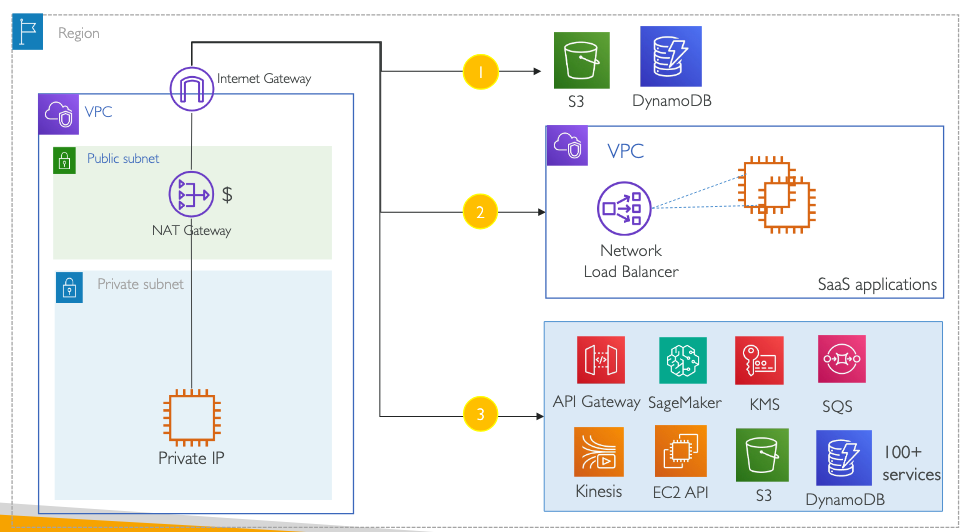 Region
Internet Gateway
VPC
Public subnet
$
NAT Gateway
Private subnet
Private IP
1
S3
DynamoDB
2
VPC
Network
Load Balancer
SaaS applications
3
API Gateway
SageMaker
KMS
SQS
Kinesis
EC2 API
S3
DynamoDB
100+
services